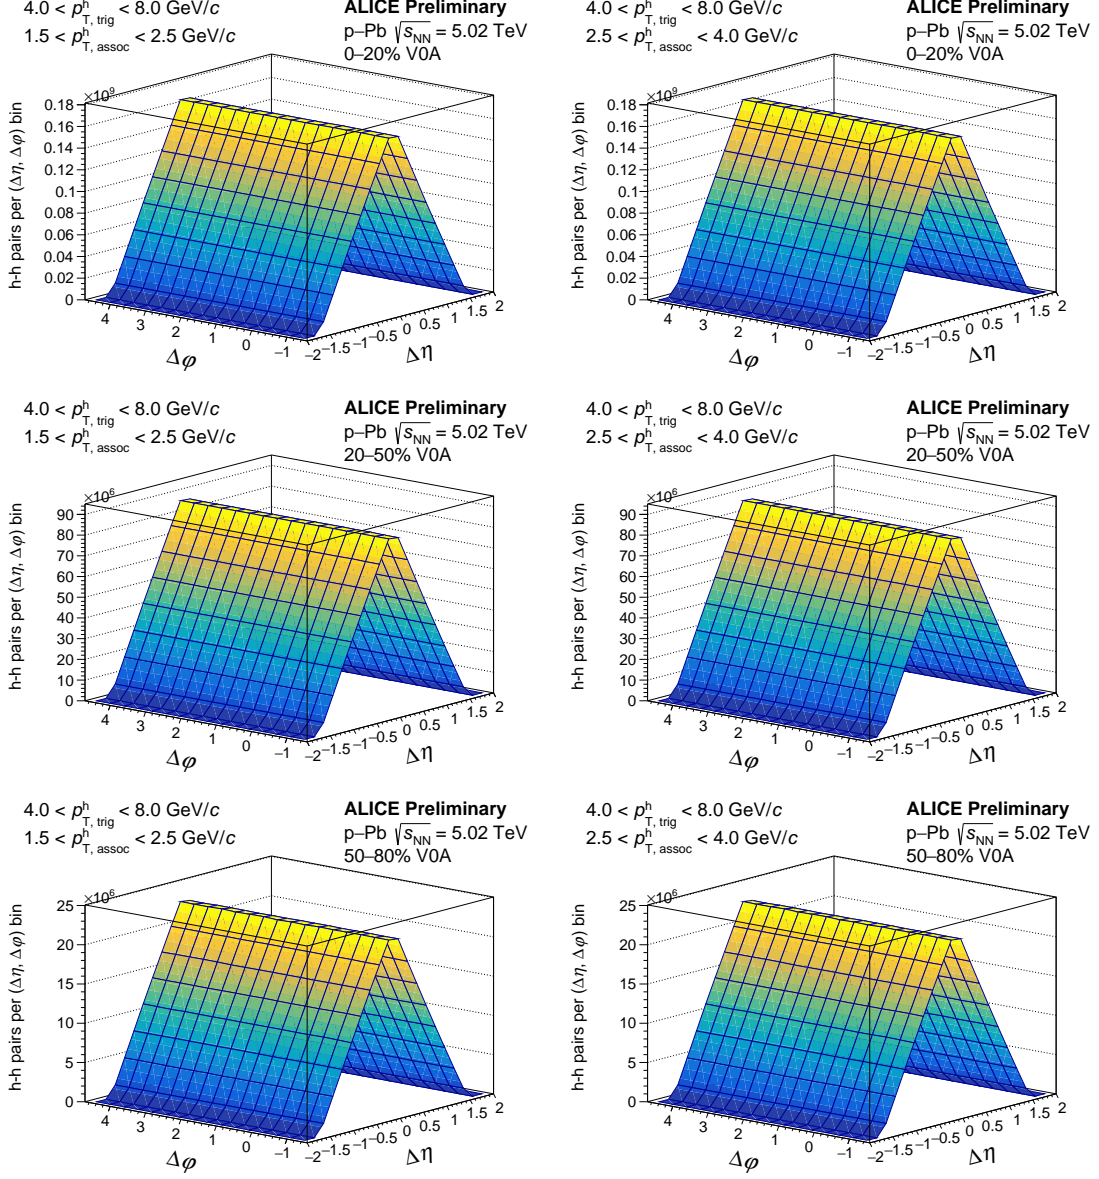 4.0 < p^h_T, trig < 8.0 GeV/c
1.5 < p^h_T, assoc < 2.5 GeV/c
ALICE Preliminary
p–Pb √s_NN = 5.02 TeV
0–20% V0A
×10⁹
h-h pairs per (Δη, Δφ) bin
0.18
0.16
0.14
0.12
0.1
0.08
0.06
0.04
0.02
0
4 3 2 1 0 −1
Δφ
−2 −1.5 −1 −0.5 0 0.5 1 1.5 2
Δη
4.0 < p^h_T, trig < 8.0 GeV/c
2.5 < p^h_T, assoc < 4.0 GeV/c
ALICE Preliminary
p–Pb √s_NN = 5.02 TeV
0–20% V0A
×10⁹
h-h pairs per (Δη, Δφ) bin
0.18
0.16
0.14
0.12
0.1
0.08
0.06
0.04
0.02
0
4 3 2 1 0 −1
Δφ
−2 −1.5 −1 −0.5 0 0.5 1 1.5 2
Δη
4.0 < p^h_T, trig < 8.0 GeV/c
1.5 < p^h_T, assoc < 2.5 GeV/c
ALICE Preliminary
p–Pb √s_NN = 5.02 TeV
20–50% V0A
×10⁶
h-h pairs per (Δη, Δφ) bin
90
80
70
60
50
40
30
20
10
0
4 3 2 1 0 −1
Δφ
−2 −1.5 −1 −0.5 0 0.5 1 1.5 2
Δη
4.0 < p^h_T, trig < 8.0 GeV/c
2.5 < p^h_T, assoc < 4.0 GeV/c
ALICE Preliminary
p–Pb √s_NN = 5.02 TeV
20–50% V0A
×10⁶
h-h pairs per (Δη, Δφ) bin
90
80
70
60
50
40
30
20
10
0
4 3 2 1 0 −1
Δφ
−2 −1.5 −1 −0.5 0 0.5 1 1.5 2
Δη
4.0 < p^h_T, trig < 8.0 GeV/c
1.5 < p^h_T, assoc < 2.5 GeV/c
ALICE Preliminary
p–Pb √s_NN = 5.02 TeV
50–80% V0A
×10⁶
h-h pairs per (Δη, Δφ) bin
25
20
15
10
5
0
4 3 2 1 0 −1
Δφ
−2 −1.5 −1 −0.5 0 0.5 1 1.5 2
Δη
4.0 < p^h_T, trig < 8.0 GeV/c
2.5 < p^h_T, assoc < 4.0 GeV/c
ALICE Preliminary
p–Pb √s_NN = 5.02 TeV
50–80% V0A
×10⁶
h-h pairs per (Δη, Δφ) bin
25
20
15
10
5
0
4 3 2 1 0 −1
Δφ
−2 −1.5 −1 −0.5 0 0.5 1 1.5 2
Δη